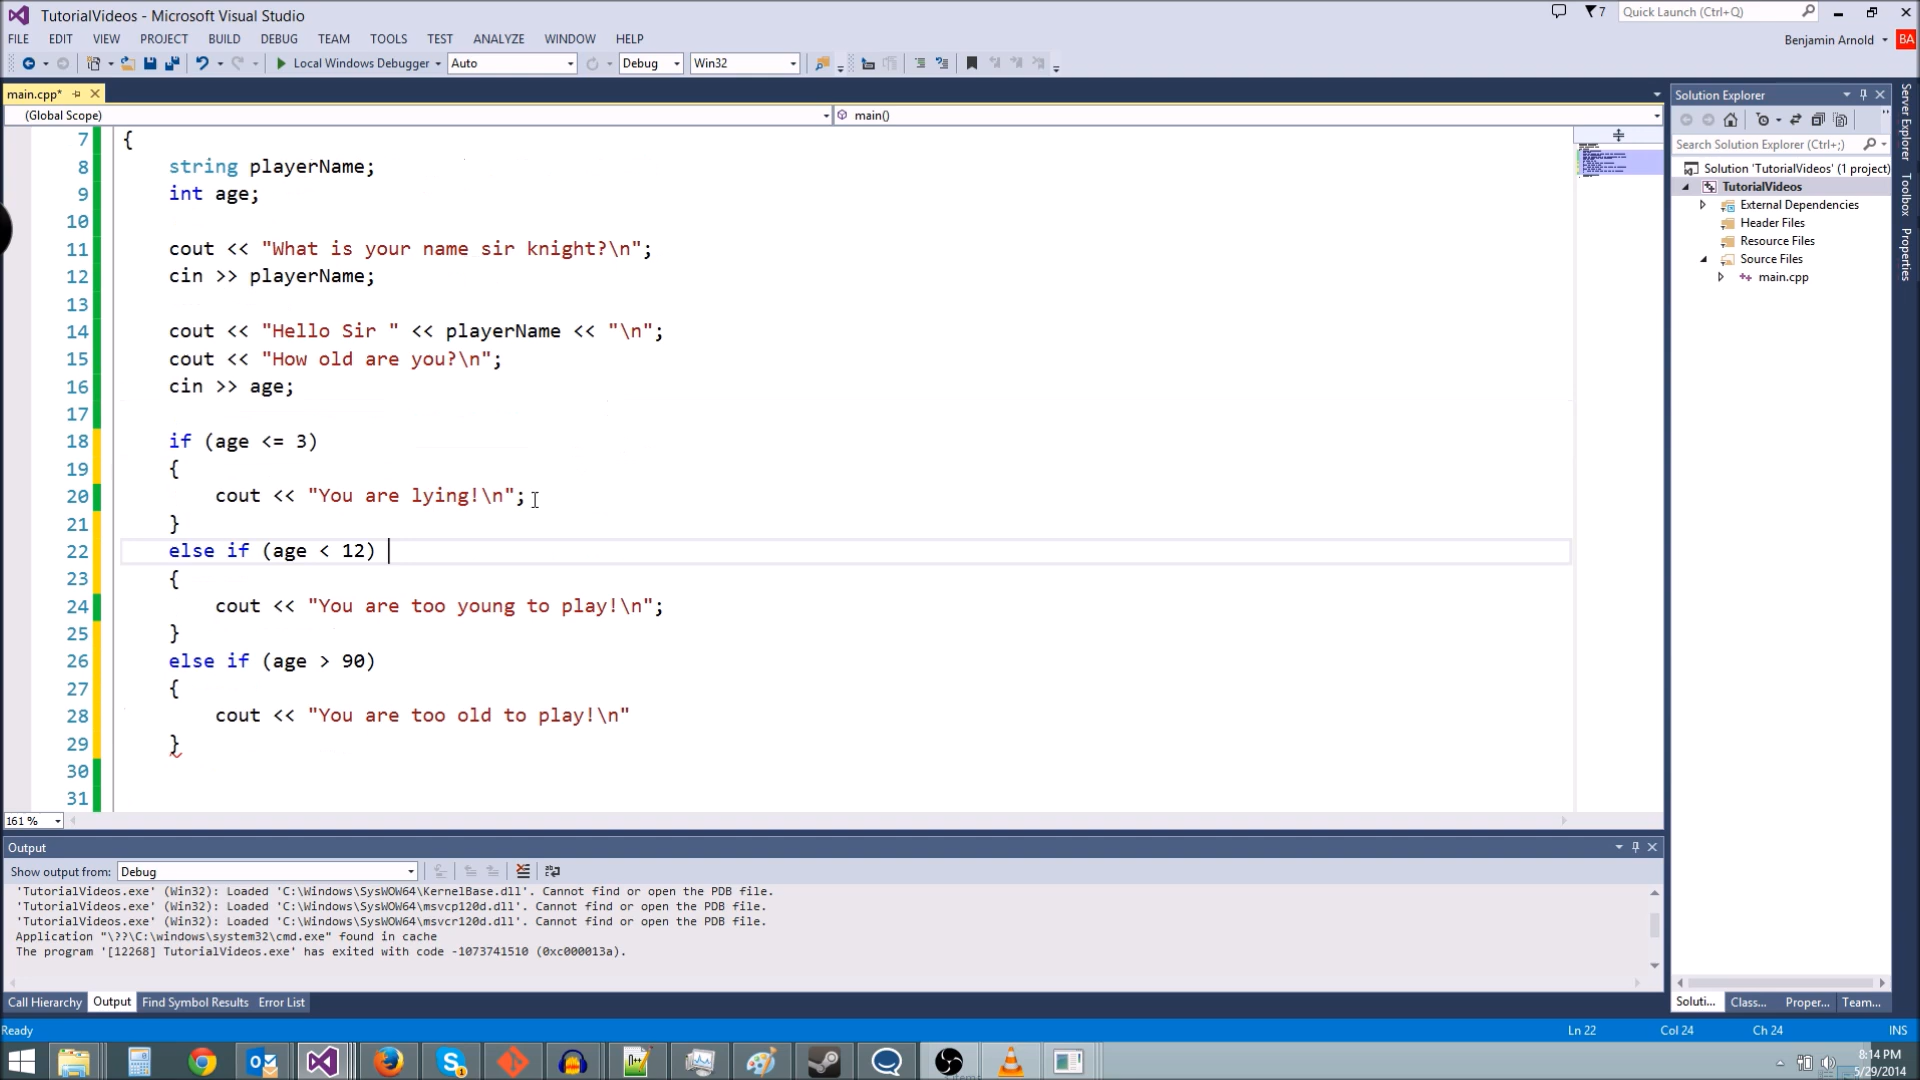 TutorialVideos - Microsoft Visual Studio
7
Quick Launch (Ctrl+Q)
FILE EDIT VIEW PROJECT BUILD DEBUG TEAM TOOLS TEST ANALYZE WINDOW HELP
Benjamin Arnold BA
Local Windows Debugger Auto Debug Win32
main.cpp*
(Global Scope) main()
7 {
8 string playerName;
9 int age;
10
11 cout << "What is your name sir knight?\n";
12 cin >> playerName;
13
14 cout << "Hello Sir " << playerName << "\n";
15 cout << "How old are you?\n";
16 cin >> age;
17
18 if (age <= 3)
19 {
20 cout << "You are lying!\n";
21 }
22 else if (age < 12)
23 {
24 cout << "You are too young to play!\n";
25 }
26 else if (age > 90)
27 {
28 cout << "You are too old to play!\n"
29 }
30
31
161 %
Solution Explorer
Search Solution Explorer (Ctrl+;)
Solution 'TutorialVideos' (1 project)
TutorialVideos
External Dependencies
Header Files
Resource Files
Source Files
main.cpp
Server Explorer
Toolbox
Properties
Output
Show output from: Debug
'TutorialVideos.exe' (Win32): Loaded 'C:\Windows\SysWOW64\KernelBase.dll'. Cannot find or open the PDB file.
'TutorialVideos.exe' (Win32): Loaded 'C:\Windows\SysWOW64\msvcp120d.dll'. Cannot find or open the PDB file.
'TutorialVideos.exe' (Win32): Loaded 'C:\Windows\SysWOW64\msvcr120d.dll'. Cannot find or open the PDB file.
Application "\??\C:\windows\system32\cmd.exe" found in cache
The program '[12268] TutorialVideos.exe' has exited with code -1073741510 (0xc000013a).
Call Hierarchy Output Find Symbol Results Error List
Soluti... Class... Proper... Team...
Ready Ln 22 Col 24 Ch 24 INS
8:14 PM
5/29/2014